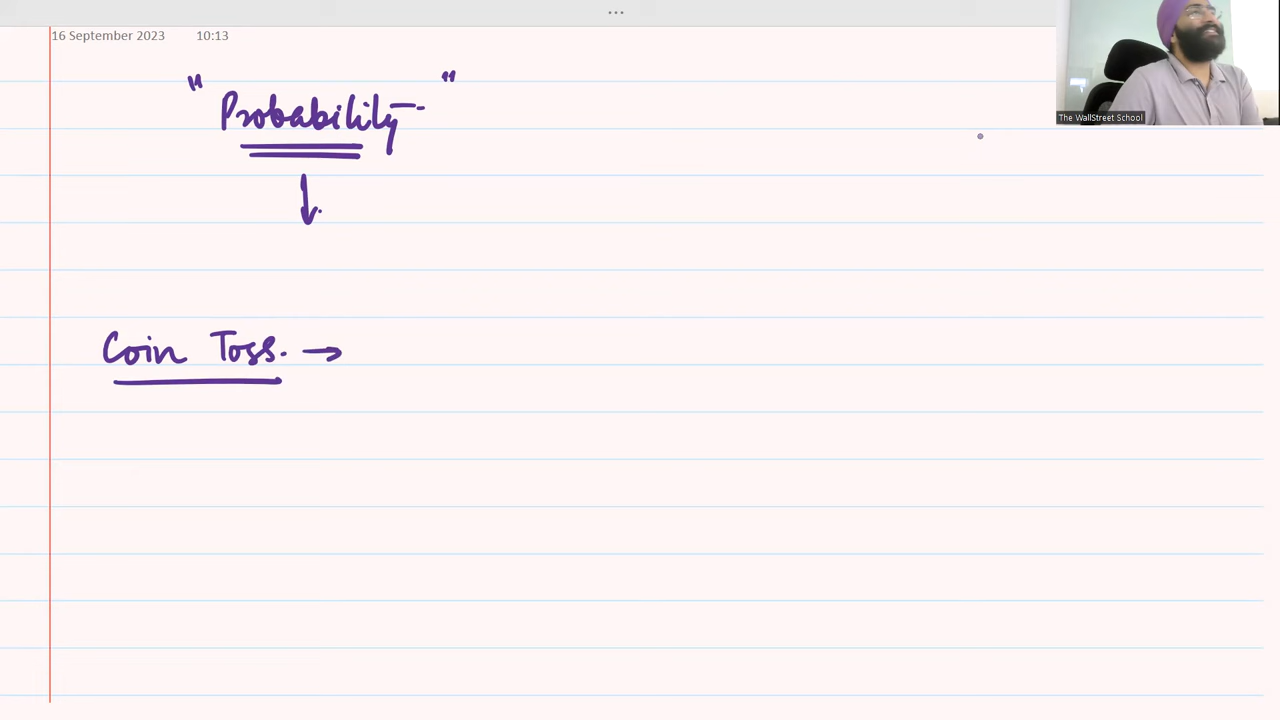 16 September 2023 10:13
" Probability "
Coin Toss. →
The WallStreet School